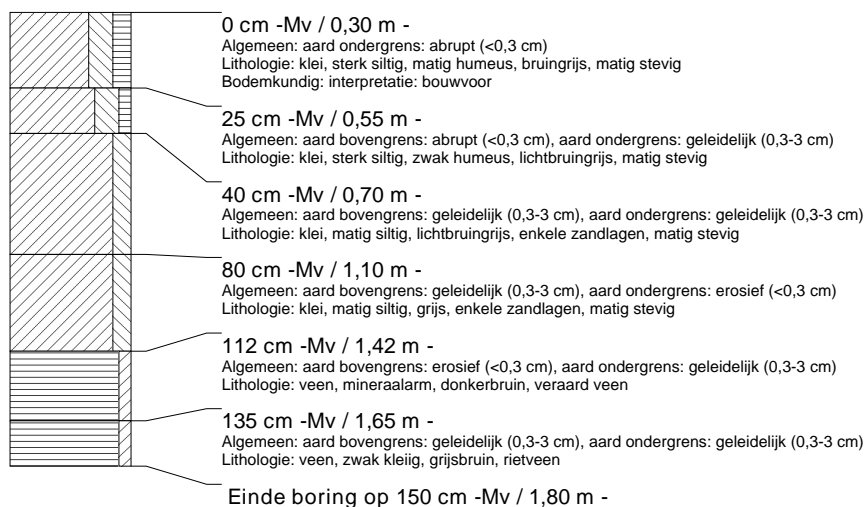 0 cm -Mv / 0,30 m -
Algemeen: aard ondergrens: abrupt (<0,3 cm)
Lithologie: klei, sterk siltig, matig humeus, bruingrijs, matig stevig
Bodemkundig: interpretatie: bouwvoor
25 cm -Mv / 0,55 m -
Algemeen: aard bovengrens: abrupt (<0,3 cm), aard ondergrens: geleidelijk (0,3-3 cm)
Lithologie: klei, sterk siltig, zwak humeus, lichtbruingrijs, matig stevig
40 cm -Mv / 0,70 m -
Algemeen: aard bovengrens: geleidelijk (0,3-3 cm), aard ondergrens: geleidelijk (0,3-3 cm)
Lithologie: klei, matig siltig, lichtbruingrijs, enkele zandlagen, matig stevig
80 cm -Mv / 1,10 m -
Algemeen: aard bovengrens: geleidelijk (0,3-3 cm), aard ondergrens: erosief (<0,3 cm)
Lithologie: klei, matig siltig, grijs, enkele zandlagen, matig stevig
112 cm -Mv / 1,42 m -
Algemeen: aard bovengrens: erosief (<0,3 cm), aard ondergrens: geleidelijk (0,3-3 cm)
Lithologie: veen, mineraalarm, donkerbruin, veraard veen
135 cm -Mv / 1,65 m -
Algemeen: aard bovengrens: geleidelijk (0,3-3 cm), aard ondergrens: geleidelijk (0,3-3 cm)
Lithologie: veen, zwak kleiig, grijsbruin, rietveen
Einde boring op 150 cm -Mv / 1,80 m -